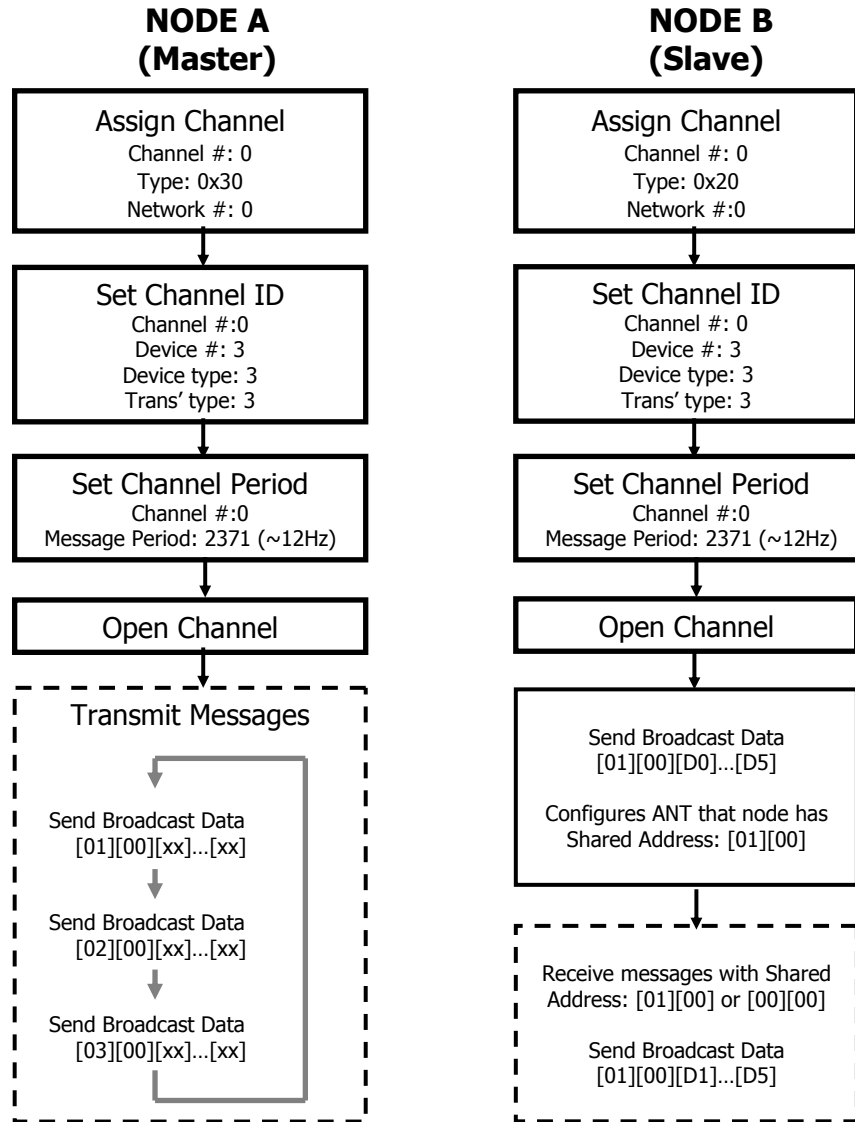 NODE A
(Master)
Assign Channel
Channel #: 0
Type: 0x30
Network #: 0
Set Channel ID
Channel #:0
Device #: 3
Device type: 3
Trans’ type: 3
Set Channel Period
Channel #:0
Message Period: 2371 (~12Hz)
Open Channel
Transmit Messages
Send Broadcast Data
[01][00][xx]...[xx]
Send Broadcast Data
[02][00][xx]...[xx]
Send Broadcast Data
[03][00][xx]...[xx]
NODE B
(Slave)
Assign Channel
Channel #: 0
Type: 0x20
Network #:0
Set Channel ID
Channel #: 0
Device #: 3
Device type: 3
Trans’ type: 3
Set Channel Period
Channel #:0
Message Period: 2371 (~12Hz)
Open Channel
Send Broadcast Data
[01][00][D0]...[D5]
Configures ANT that node has
Shared Address: [01][00]
Receive messages with Shared
Address: [01][00] or [00][00]
Send Broadcast Data
[01][00][D1]...[D5]